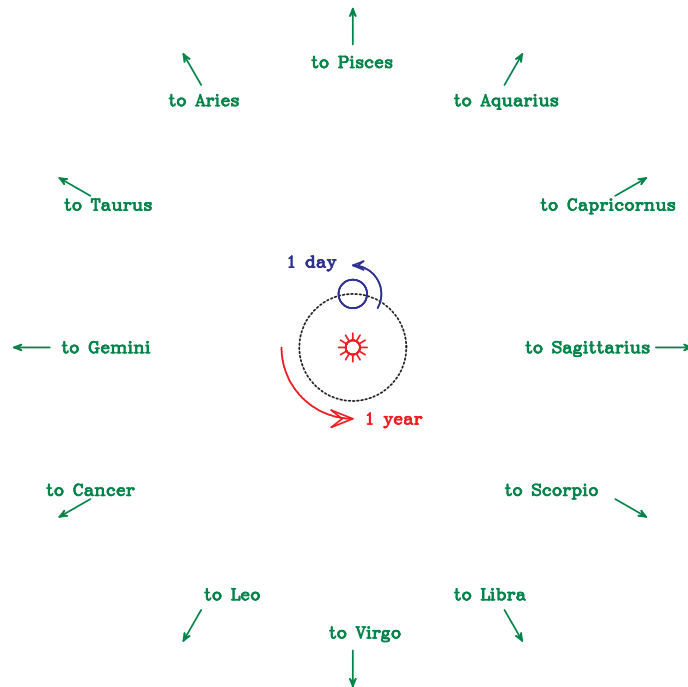 to Pisces
to Aries
to Aquarius
to Taurus
to Capricornus
1 day
to Gemini
to Sagittarius
1 year
to Cancer
to Scorpio
to Leo
to Libra
to Virgo